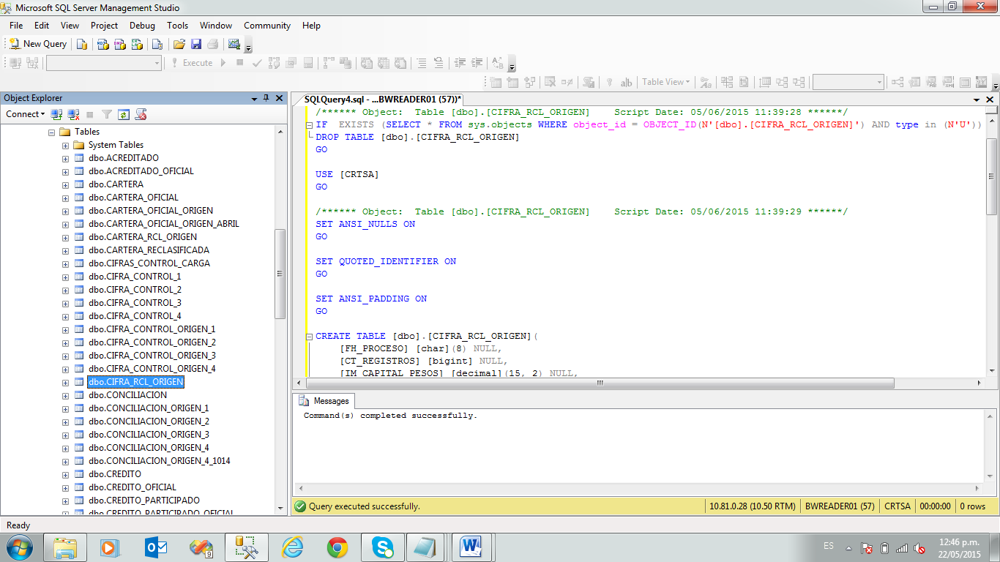 Microsoft SQL Server Management Studio
File Edit View Project Debug Tools Window Community Help
New Query
Execute
Table View
Object Explorer
Connect
Tables
System Tables
dbo.ACREDITADO
dbo.ACREDITADO_OFICIAL
dbo.CARTERA
dbo.CARTERA_OFICIAL
dbo.CARTERA_OFICIAL_ORIGEN
dbo.CARTERA_OFICIAL_ORIGEN_ABRIL
dbo.CARTERA_RCL_ORIGEN
dbo.CARTERA_RECLASIFICADA
dbo.CIFRAS_CONTROL_CARGA
dbo.CIFRA_CONTROL_1
dbo.CIFRA_CONTROL_2
dbo.CIFRA_CONTROL_3
dbo.CIFRA_CONTROL_4
dbo.CIFRA_CONTROL_ORIGEN_1
dbo.CIFRA_CONTROL_ORIGEN_2
dbo.CIFRA_CONTROL_ORIGEN_3
dbo.CIFRA_CONTROL_ORIGEN_4
dbo.CIFRA_RCL_ORIGEN
dbo.CONCILIACION
dbo.CONCILIACION_ORIGEN_1
dbo.CONCILIACION_ORIGEN_2
dbo.CONCILIACION_ORIGEN_3
dbo.CONCILIACION_ORIGEN_4
dbo.CONCILIACION_ORIGEN_4_1014
dbo.CREDITO
dbo.CREDITO_OFICIAL
dbo.CREDITO_PARTICIPADO
dbo.CREDITO_PARTICIPADO_OFICIAL
SQLQuery4.sql - ...BWREADER01 (57))*
/****** Object:  Table [dbo].[CIFRA_RCL_ORIGEN]    Script Date: 05/06/2015 11:39:28 ******/
IF  EXISTS (SELECT * FROM sys.objects WHERE object_id = OBJECT_ID(N'[dbo].[CIFRA_RCL_ORIGEN]') AND type in (N'U'))
DROP TABLE [dbo].[CIFRA_RCL_ORIGEN]
GO
USE [CRTSA]
GO
/****** Object:  Table [dbo].[CIFRA_RCL_ORIGEN]    Script Date: 05/06/2015 11:39:29 ******/
SET ANSI_NULLS ON
GO
SET QUOTED_IDENTIFIER ON
GO
SET ANSI_PADDING ON
GO
CREATE TABLE [dbo].[CIFRA_RCL_ORIGEN](
[FH_PROCESO] [char](8) NULL,
[CT_REGISTROS] [bigint] NULL,
[IM_CAPITAL_PESOS] [decimal](15, 2) NULL,
Messages
Command(s) completed successfully.
Query executed successfully. 10.81.0.28 (10.50 RTM) BWREADER01 (57) CRTSA 00:00:00 0 rows
Ready
9
ES
12:46 p.m.
22/05/2015